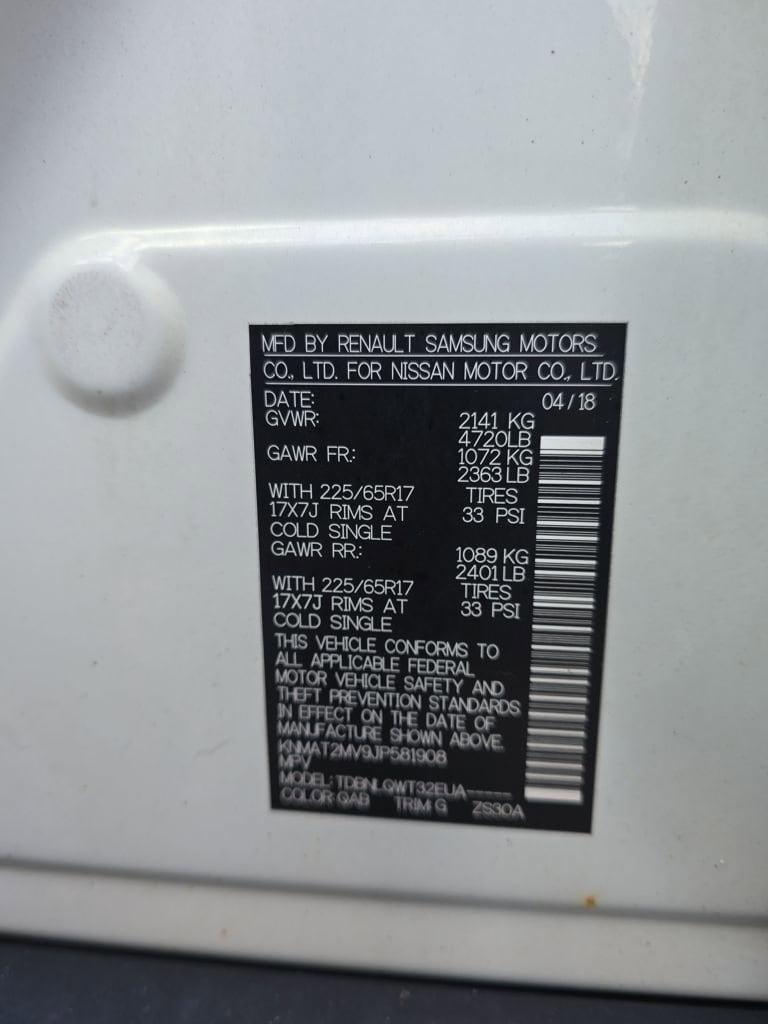 MFD BY RENAULT SAMSUNG MOTORS
CO., LTD. FOR NISSAN MOTOR CO., LTD.
DATE: 04/18
GVWR: 2141 KG
4720LB
GAWR FR.: 1072 KG
2363 LB
WITH 225/65R17 TIRES
17X7J RIMS AT 33 PSI
COLD SINGLE
GAWR RR.: 1089 KG
2401 LB
WITH 225/65R17 TIRES
17X7J RIMS AT 33 PSI
COLD SINGLE
THIS VEHICLE CONFORMS TO
ALL APPLICABLE FEDERAL
MOTOR VEHICLE SAFETY AND
THEFT PREVENTION STANDARDS
IN EFFECT ON THE DATE OF
MANUFACTURE SHOWN ABOVE.
KNMAT2MV9JP581908
MPV
MODEL: TDBNLQWT32EUA-----
COLOR: QAB TRIM: G ZS30A